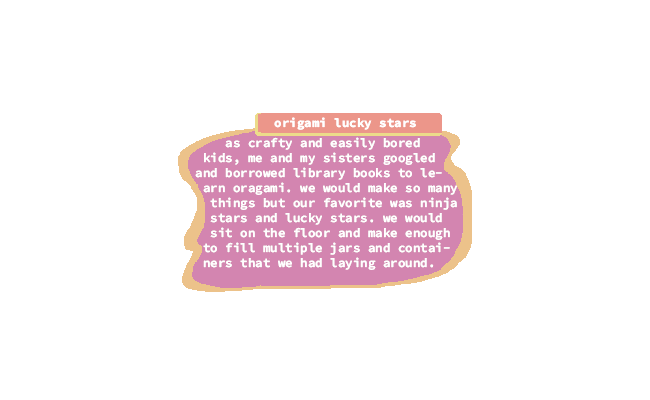 origami lucky stars
as crafty and easily bored
kids, me and my sisters googled
and borrowed library books to le-
arn oragami. we would make so many
things but our favorite was ninja
stars and lucky stars. we would
sit on the floor and make enough
to fill multiple jars and contai-
ners that we had laying around.